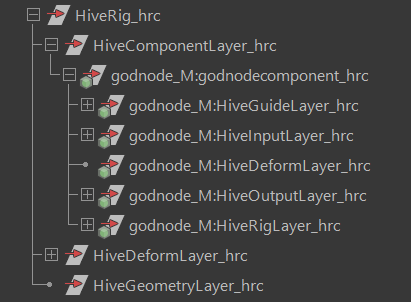 HiveRig_hrc
HiveComponentLayer_hrc
godnode_M:godnodecomponent_hrc
godnode_M:HiveGuideLayer_hrc
godnode_M:HiveInputLayer_hrc
godnode_M:HiveDeformLayer_hrc
godnode_M:HiveOutputLayer_hrc
godnode_M:HiveRigLayer_hrc
HiveDeformLayer_hrc
HiveGeometryLayer_hrc